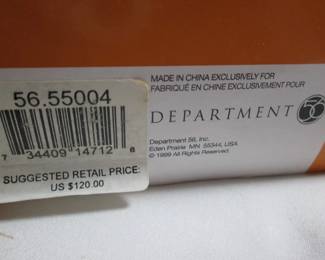 56.55004
7 34409 14712 8
SUGGESTED RETAIL PRICE:
US $120.00
MADE IN CHINA EXCLUSIVELY FOR
FABRIQUÉ EN CHINE EXCLUSIVEMENT POUR
DEPARTMENT 56
Department 56, Inc.
Eden Prairie MN 55344, USA
© 1999 All Rights Reserved